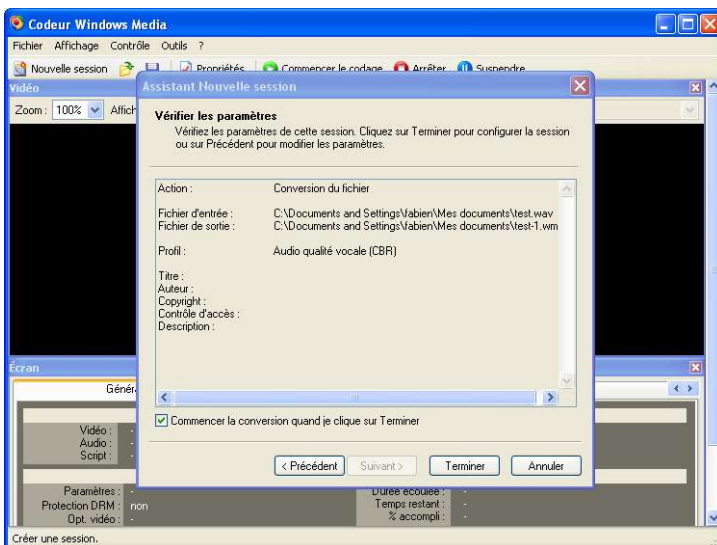 Codeur Windows Media
Fichier Affichage Contrôle Outils ?
Nouvelle session Propriétés Commencer le codage Arrêter Suspendre
Vidéo
Zoom : 100% Affich
Assistant Nouvelle session
Vérifier les paramètres
Vérifiez les paramètres de cette session. Cliquez sur Terminer pour configurer la session
ou sur Précédent pour modifier les paramètres.
Action : Conversion du fichier
Fichier d'entrée : C:\Documents and Settings\fabien\Mes documents\test.wav
Fichier de sortie : C:\Documents and Settings\fabien\Mes documents\test-1.wm
Profil : Audio qualité vocale (CBR)
Titre :
Auteur :
Copyright :
Contrôle d'accès :
Description :
Commencer la conversion quand je clique sur Terminer
< Précédent Suivant > Terminer Annuler
Écran
Génér
Vidéo : -
Audio : -
Script : -
Paramètres : - Durée écoulée : -
Protection DRM : non Temps restant : -
Opt. vidéo : - % accompli : -
Créer une session.